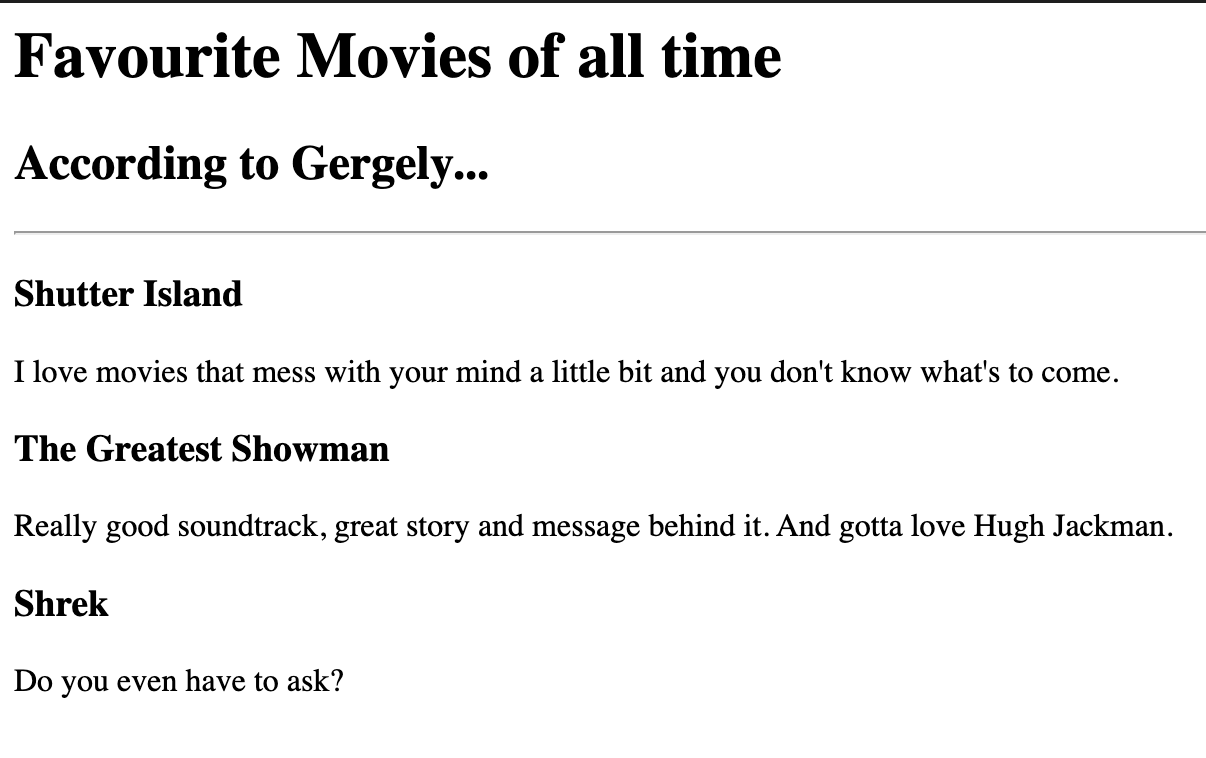 Favourite Movies of all time
According to Gergely...
Shutter Island
I love movies that mess with your mind a little bit and you don't know what's to come.
The Greatest Showman
Really good soundtrack, great story and message behind it. And gotta love Hugh Jackman.
Shrek
Do you even have to ask?